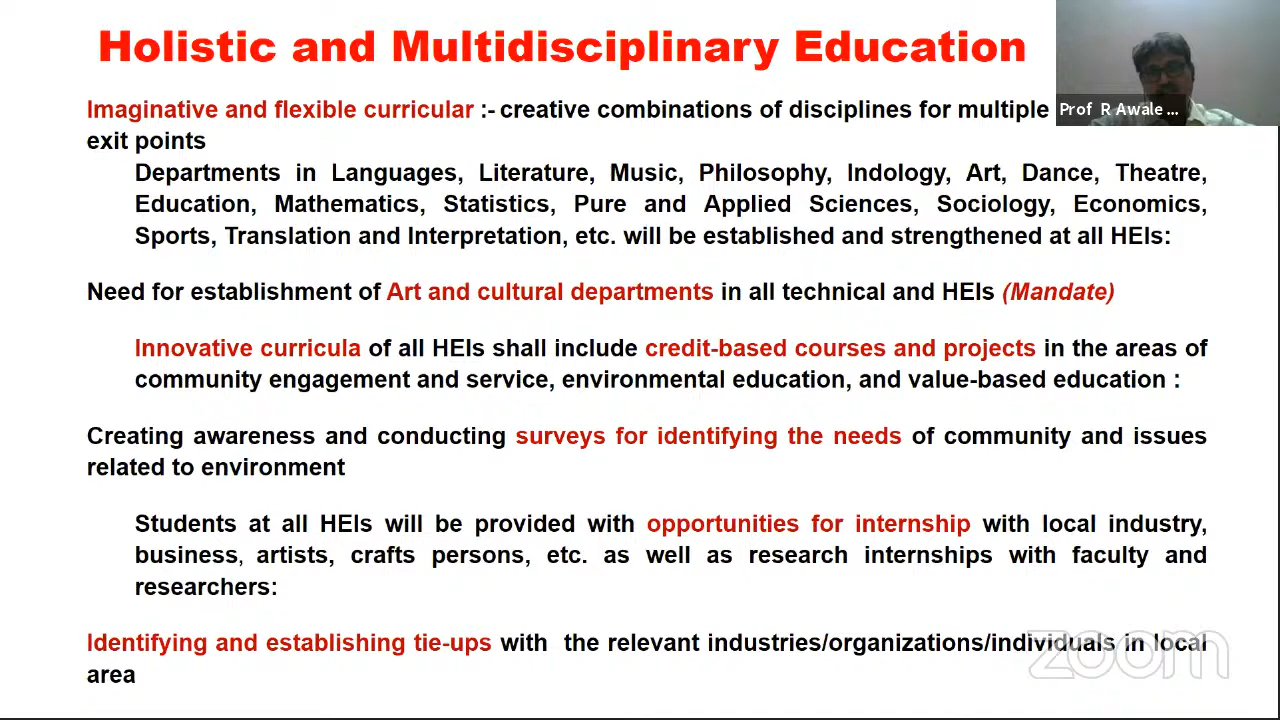 Holistic and Multidisciplinary Education
Prof R Awale ...
Imaginative and flexible curricular :- creative combinations of disciplines for multiple
exit points
Departments in Languages, Literature, Music, Philosophy, Indology, Art, Dance, Theatre,
Education, Mathematics, Statistics, Pure and Applied Sciences, Sociology, Economics,
Sports, Translation and Interpretation, etc. will be established and strengthened at all HEIs:
Need for establishment of Art and cultural departments in all technical and HEIs (Mandate)
Innovative curricula of all HEIs shall include credit-based courses and projects in the areas of
community engagement and service, environmental education, and value-based education :
Creating awareness and conducting surveys for identifying the needs of community and issues
related to environment
Students at all HEIs will be provided with opportunities for internship with local industry,
business, artists, crafts persons, etc. as well as research internships with faculty and
researchers:
Identifying and establishing tie-ups with the relevant industries/organizations/individuals in local
area
zoom